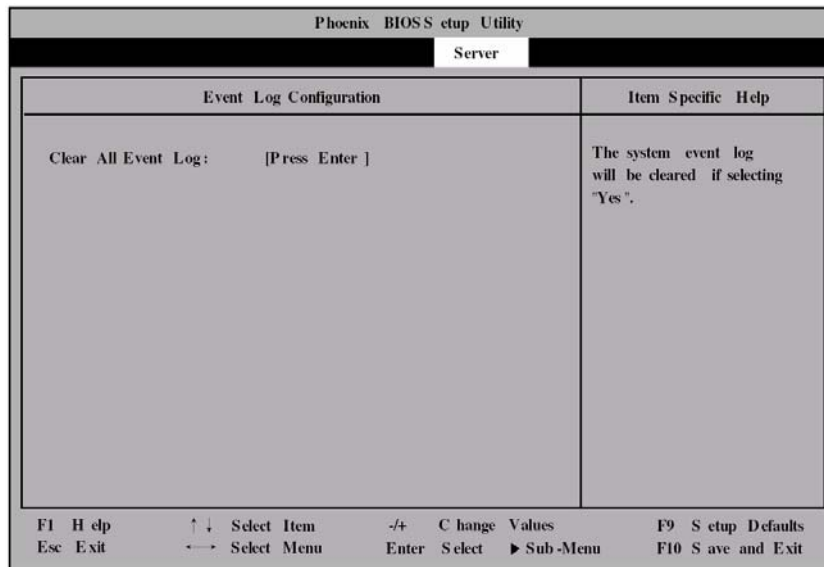 Phoenix BIOS Setup Utility
Server
Event Log Configuration
Item Specific Help
Clear All Event Log: [Press Enter ]
The system event log
will be cleared if selecting
"Yes".
F1 Help ↑ ↓ Select Item -/+ Change Values F9 Setup Defaults
Esc Exit ←→ Select Menu Enter Select ▶ Sub-Menu F10 Save and Exit